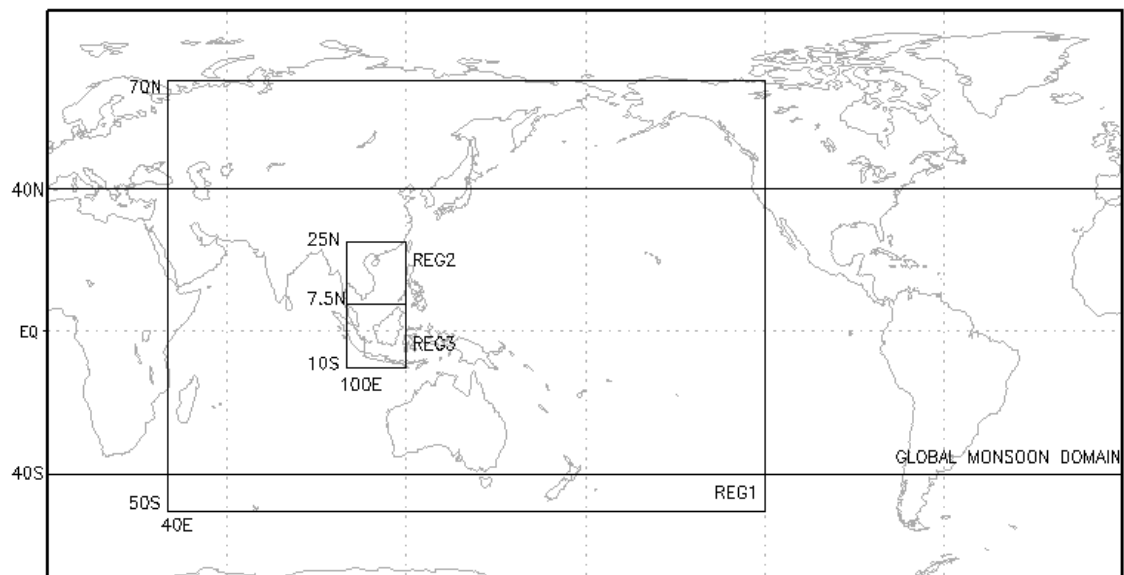 70N
40N
25N
REG2
7.5N
EQ
REG3
10S
100E
GLOBAL MONSOON DOMAIN
40S
REG1
50S
40E